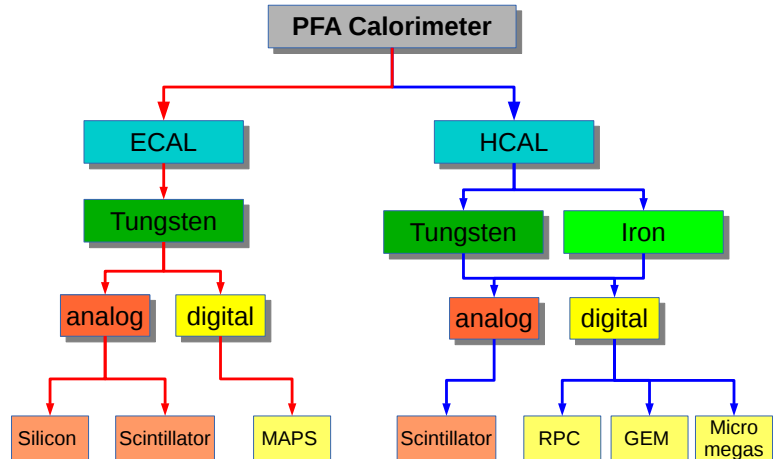 PFA Calorimeter
ECAL
HCAL
Tungsten
Tungsten
Iron
analog
digital
analog
digital
Silicon
Scintillator
MAPS
Scintillator
RPC
GEM
Micro
megas